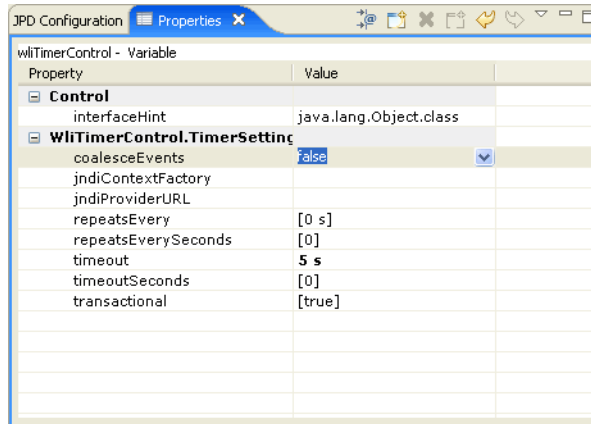 JPD Configuration Properties
wliTimerControl - Variable
Property Value
Control
interfaceHint java.lang.Object.class
WliTimerControl.TimerSetting
coalesceEvents false
jndiContextFactory
jndiProviderURL
repeatsEvery [0 s]
repeatsEverySeconds [0]
timeout 5 s
timeoutSeconds [0]
transactional [true]